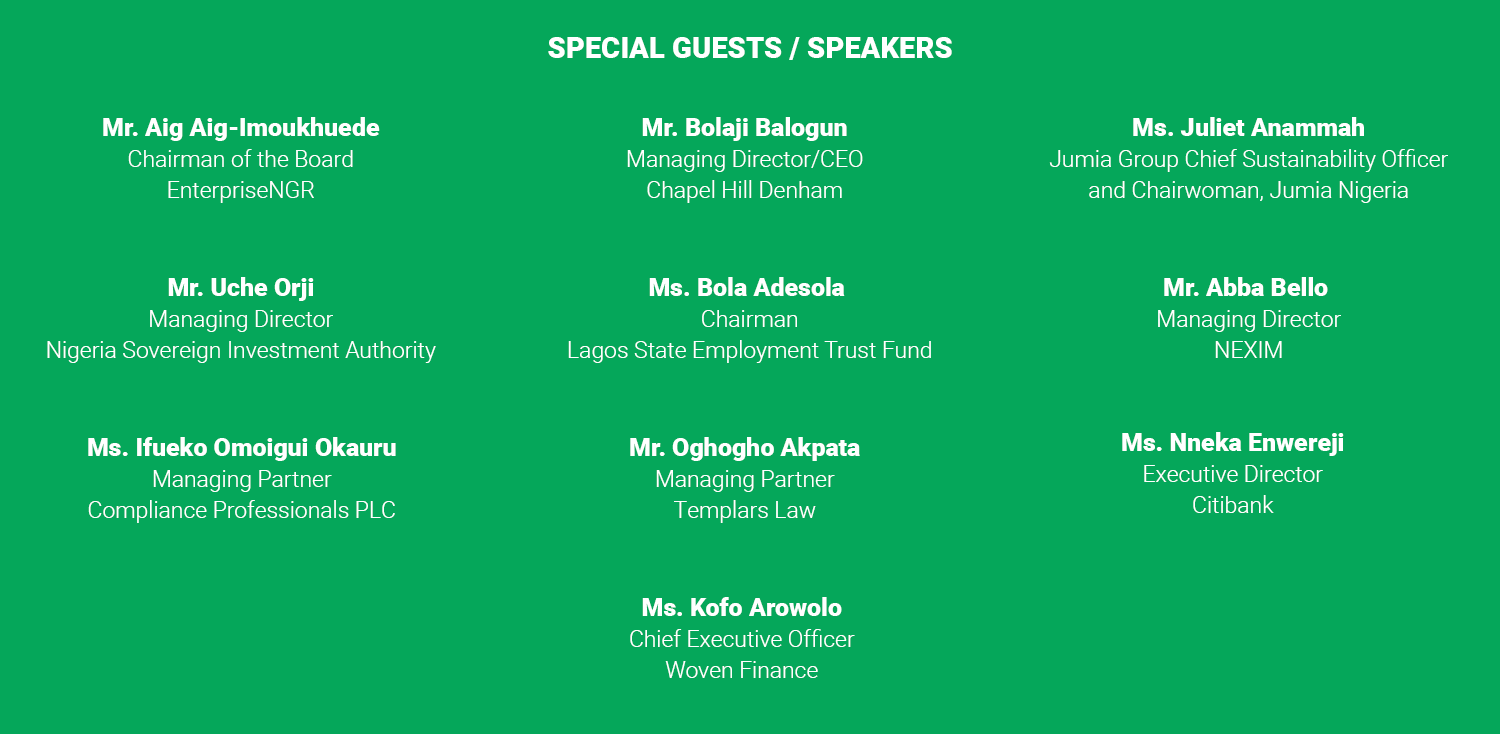 SPECIAL GUESTS / SPEAKERS
Mr. Aig Aig-Imoukhuede
Chairman of the Board
EnterpriseNGR
Mr. Bolaji Balogun
Managing Director/CEO
Chapel Hill Denham
Ms. Juliet Anammah
Jumia Group Chief Sustainability Officer
and Chairwoman, Jumia Nigeria
Mr. Uche Orji
Managing Director
Nigeria Sovereign Investment Authority
Ms. Bola Adesola
Chairman
Lagos State Employment Trust Fund
Mr. Abba Bello
Managing Director
NEXIM
Ms. Ifueko Omoigui Okauru
Managing Partner
Compliance Professionals PLC
Mr. Oghogho Akpata
Managing Partner
Templars Law
Ms. Nneka Enwereji
Executive Director
Citibank
Ms. Kofo Arowolo
Chief Executive Officer
Woven Finance